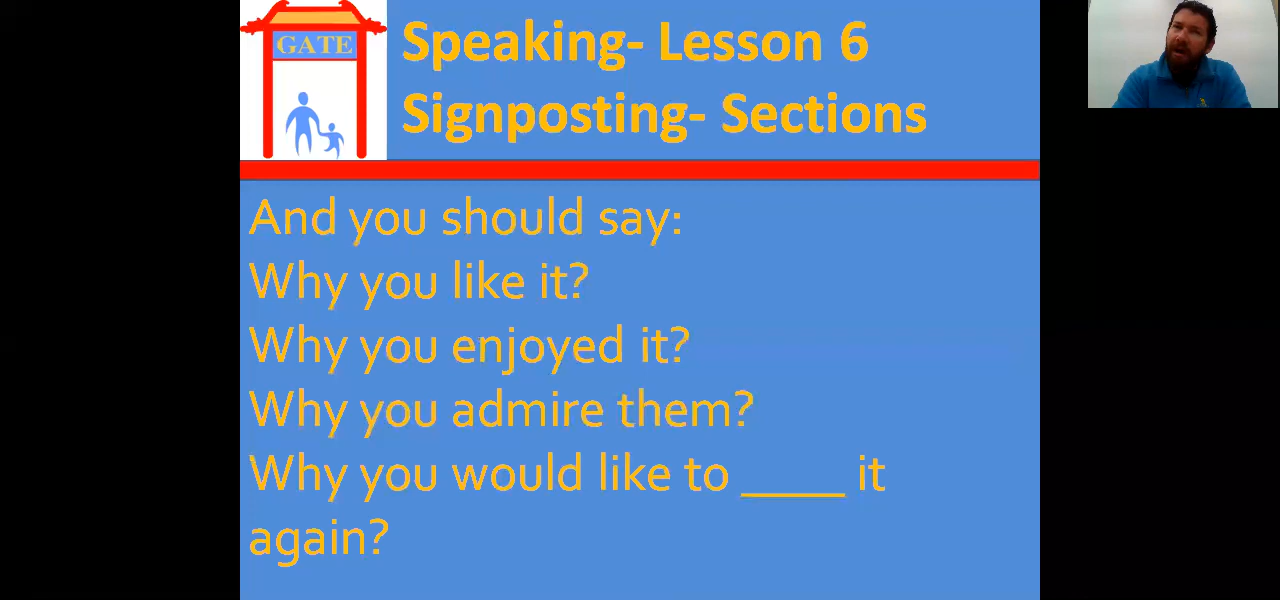 GATE
Speaking- Lesson 6
Signposting- Sections
And you should say:
Why you like it?
Why you enjoyed it?
Why you admire them?
Why you would like to ____ it
again?